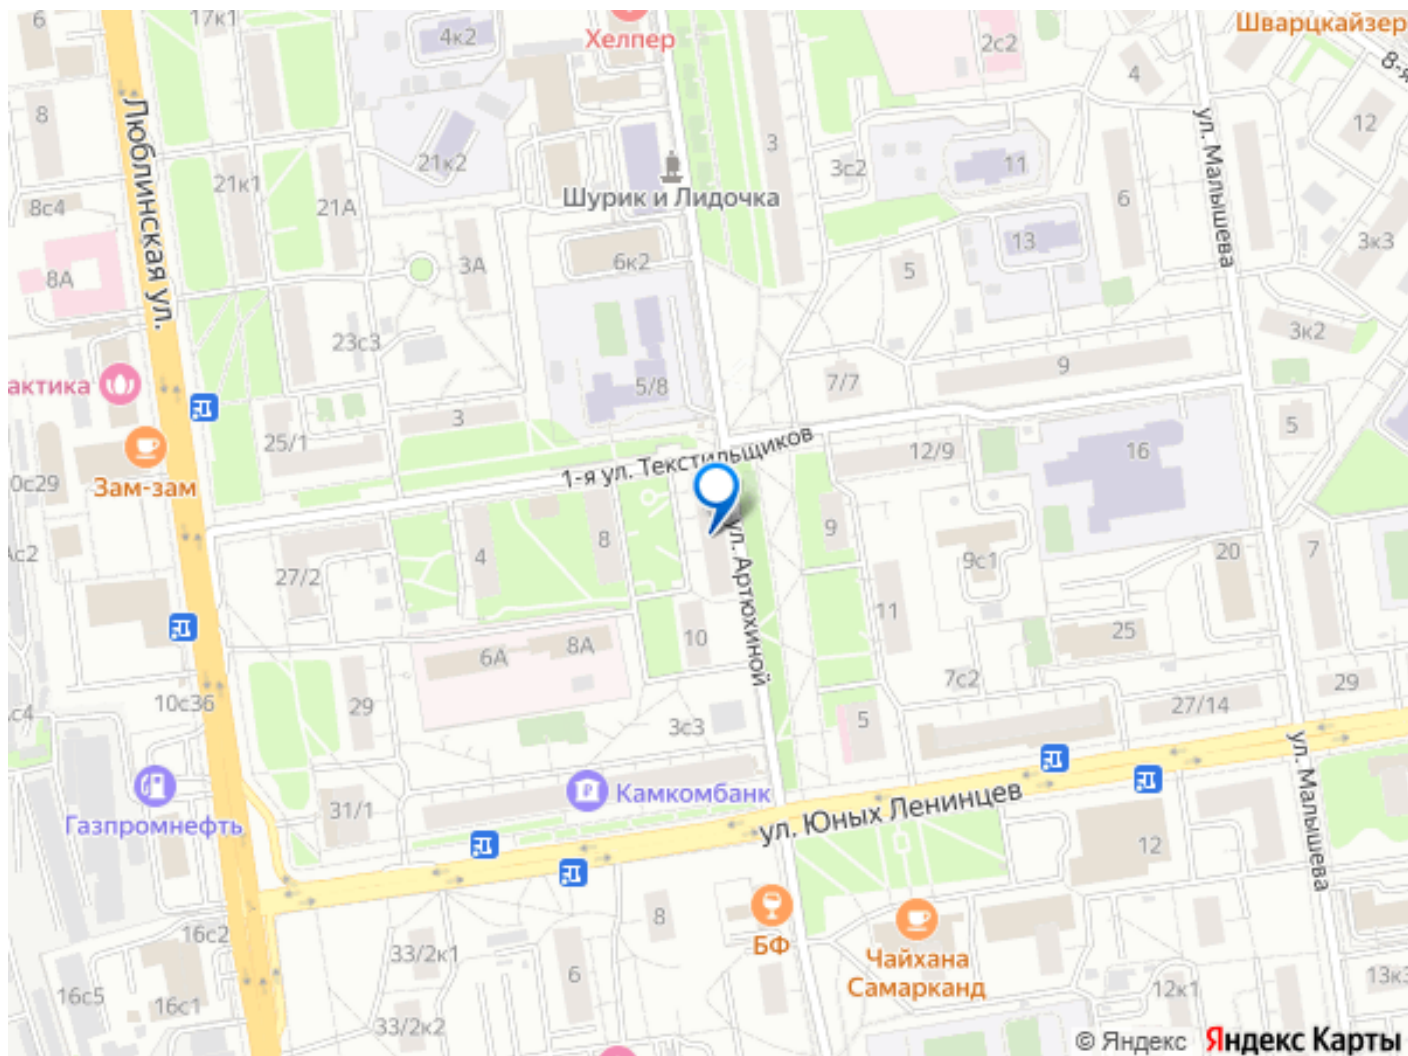 6
17к1
4к2
Хелпер
2с2
Шварцкайзер
4
8-я
8
Люблинская ул.
21к2
3
3с2
11
ул. Малышева
12
21к1
21А
Шурик и Лидочка
6
8с4
8А
3А
6к2
5
13
3к3
23с3
3к2
актика
5/8
7/7
9
3
25/1
1-я ул. Текстильщиков
12/9
16
5
Зам-зам
0с29
4
8
ул. Артюхиной
9
9с1
20
7
27/2
11
10
25
6А
8А
7с2
10с36
29
3с3
5
27/14
29
ул. Малышева
31/1
Камкомбанк
Газпромнефть
ул. Юных Ленинцев
12
8
16с2
33/2к1
БФ
Чайхана
Самарканд
6
16с5
16с1
33/2к2
12к1
13к3
© Яндекс Яндекс Карты